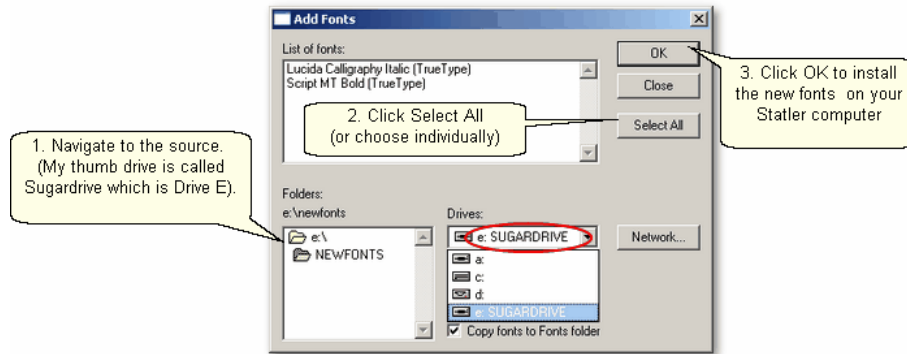 Add Fonts
List of fonts:
Lucida Calligraphy Italic (TrueType)
Script MT Bold (TrueType)
OK
Close
Select All
2. Click Select All
(or choose individually)
3. Click OK to install
the new fonts on your
Statler computer
1. Navigate to the source.
(My thumb drive is called
Sugardrive which is Drive E).
Folders:
e:\newfonts
e:\
NEWFONTS
Drives:
e: SUGARDRIVE
a:
c:
d:
e: SUGARDRIVE
Network...
Copy fonts to Fonts folder